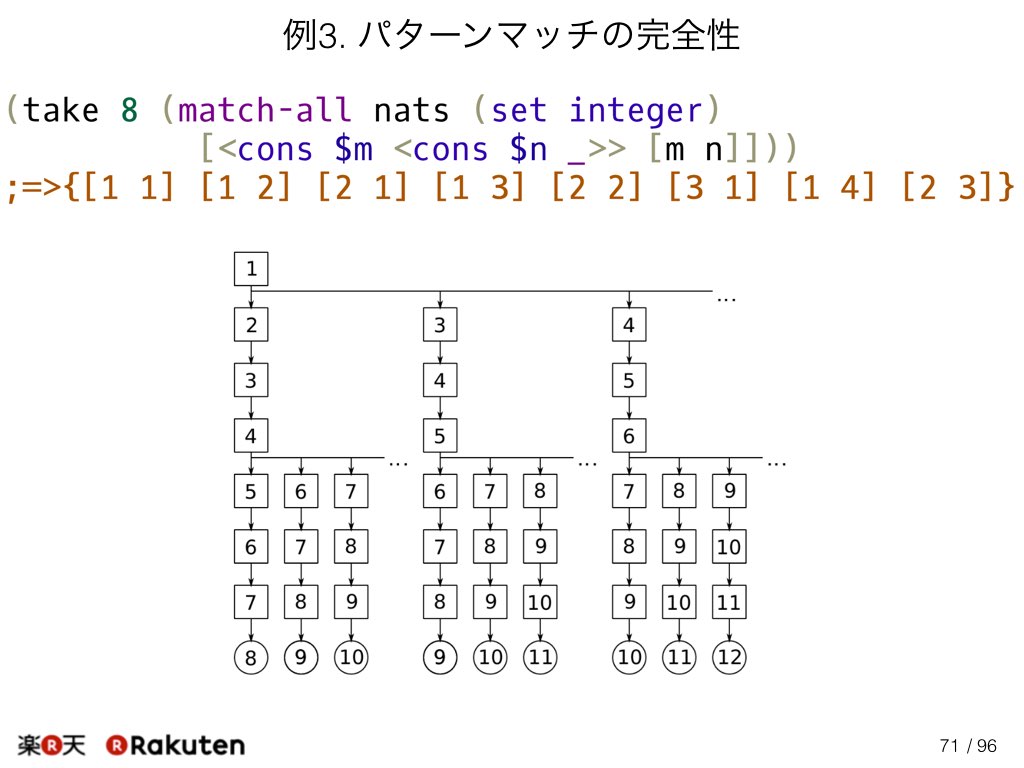 例3. パターンマッチの完全性
(take 8 (match-all nats (set integer)
[<cons $m <cons $n _>> [m n]]))
;=>{[1 1] [1 2] [2 1] [1 3] [2 2] [3 1] [1 4] [2 3]}
1
...
2 3 4
3 4 5
4 5 6
... ... ...
5 6 7 6 7 8 7 8 9
6 7 8 7 8 9 8 9 10
7 8 9 8 9 10 9 10 11
8 9 10 9 10 11 10 11 12
楽R天 R Rakuten
71 / 96